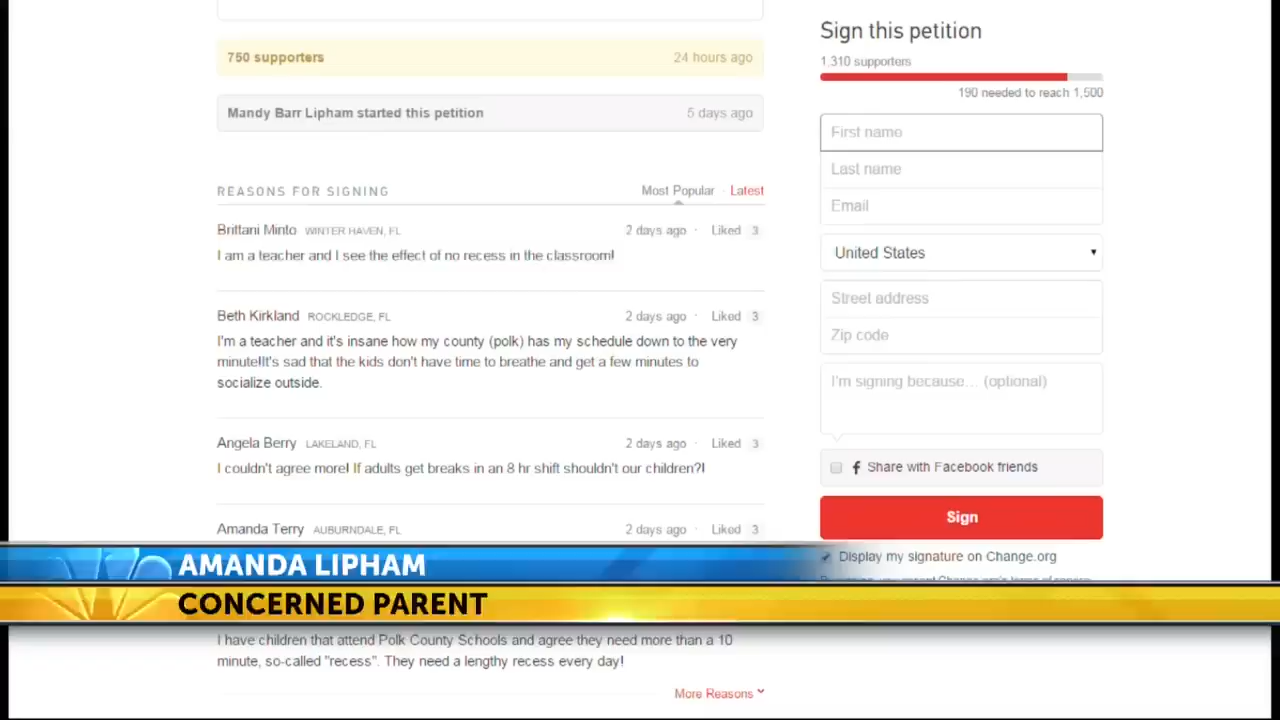 750 supporters 24 hours ago
Mandy Barr Lipham started this petition 5 days ago
REASONS FOR SIGNING Most Popular · Latest
Brittani Minto WINTER HAVEN, FL 2 days ago · Liked 3
I am a teacher and I see the effect of no recess in the classroom!
Beth Kirkland ROCKLEDGE, FL 2 days ago · Liked 3
I'm a teacher and it's insane how my county (polk) has my schedule down to the very
minute!It's sad that the kids don't have time to breathe and get a few minutes to
socialize outside.
Angela Berry LAKELAND, FL 2 days ago · Liked 3
I couldn't agree more! If adults get breaks in an 8 hr shift shouldn't our children?!
Amanda Terry AUBURNDALE, FL 2 days ago · Liked 3
I have children that attend Polk County Schools and agree they need more than a 10
minute, so-called "recess". They need a lengthy recess every day!
More Reasons
Sign this petition
1,310 supporters
190 needed to reach 1,500
First name
Last name
Email
United States
Street address
Zip code
I'm signing because... (optional)
f Share with Facebook friends
Sign
Display my signature on Change.org
AMANDA LIPHAM
CONCERNED PARENT